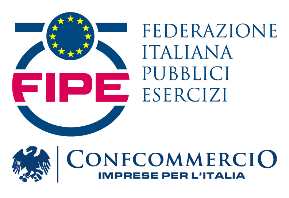 FIPE
FEDERAZIONE
ITALIANA
PUBBLICI
ESERCIZI
CONFCOMMERCIO
IMPRESE PER L'ITALIA